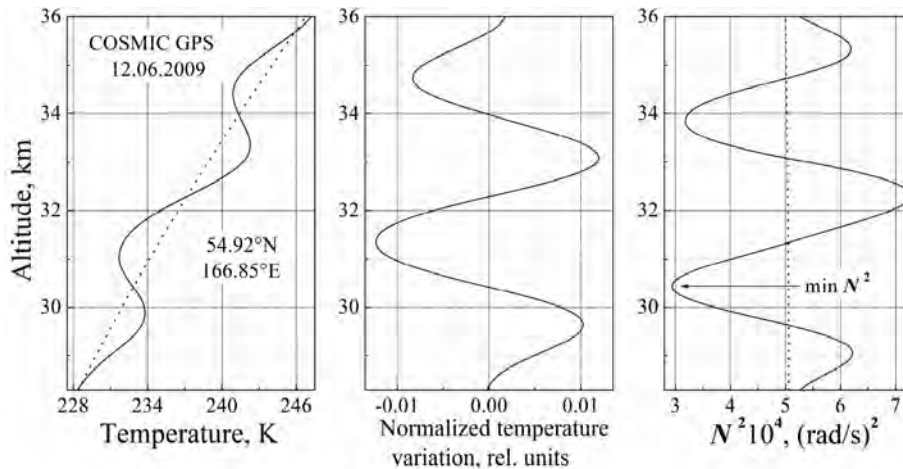 36
34
32
30
Altitude, km
COSMIC GPS
12.06.2009
54.92°N
166.85°E
228
234
240
246
Temperature, K
36
34
32
30
-0.01
0.00
0.01
Normalized temperature
variation, rel. units
36
34
32
30
min N²
3
4
5
6
7
N²10⁴, (rad/s)²